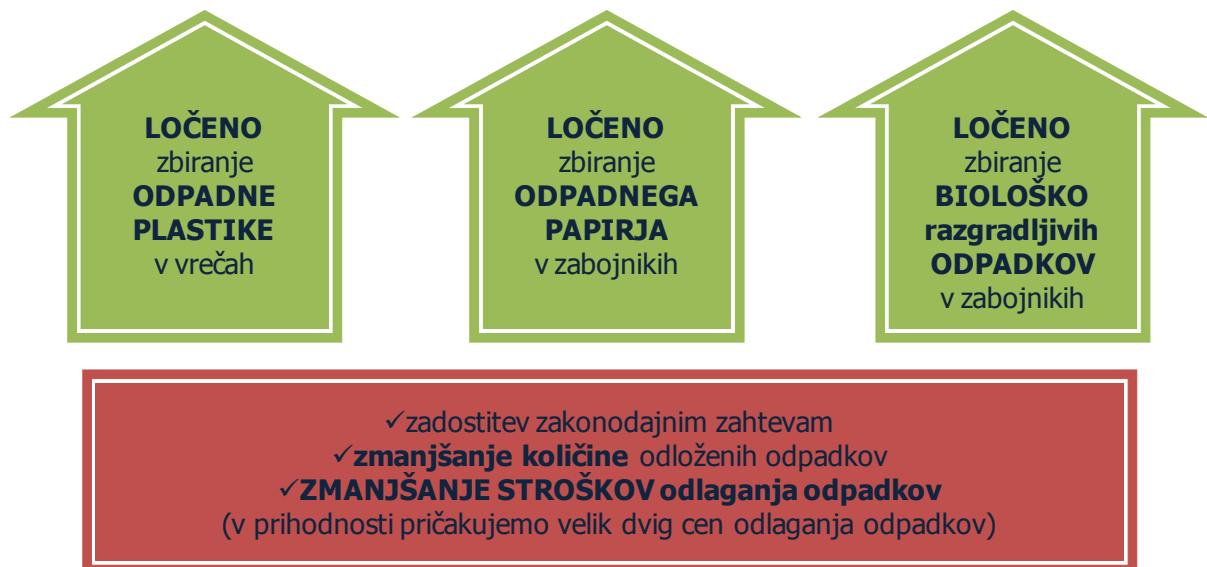 LOČENO
zbiranje
ODPADNE
PLASTIKE
v vrečah
LOČENO
zbiranje
ODPADNEGA
PAPIRJA
v zabojnikih
LOČENO
zbiranje
BIOLOŠKO
razgradljivih
ODPADKOV
v zabojnikih
✓zadostitev zakonodajnim zahtevam
✓zmanjšanje količine odloženih odpadkov
✓ZMANJŠANJE STROŠKOV odlaganja odpadkov
(v prihodnosti pričakujemo velik dvig cen odlaganja odpadkov)